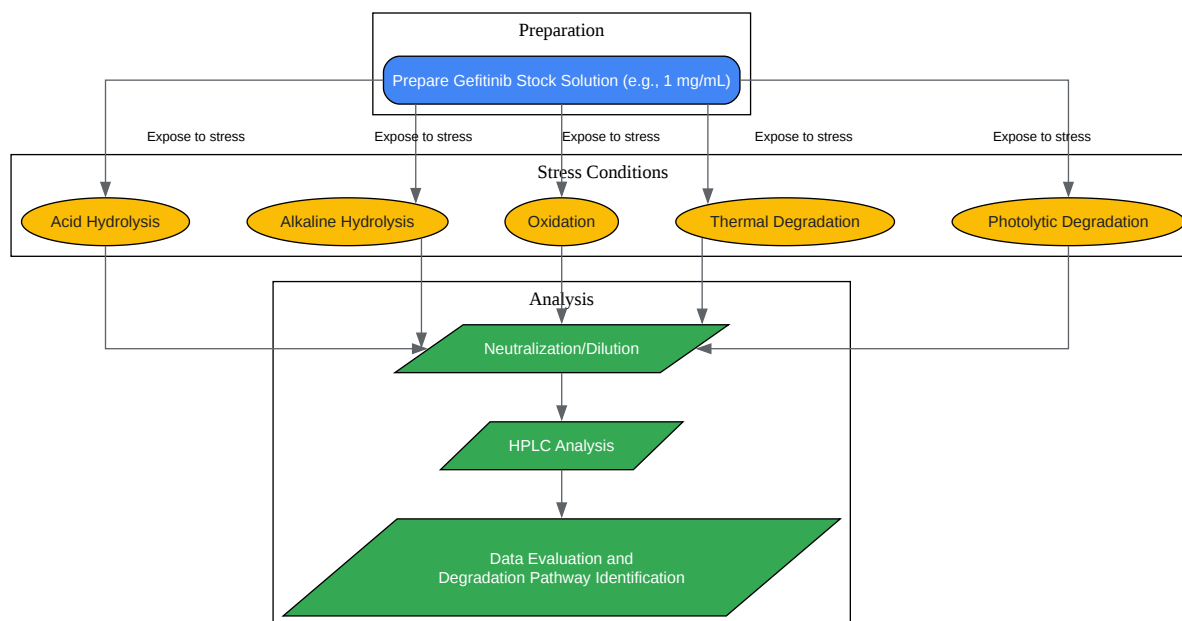 Preparation
Prepare Gefitinib Stock Solution (e.g., 1 mg/mL)
Expose to stress
Expose to stress
Expose to stress
Expose to stress
Expose to stress
Stress Conditions
Acid Hydrolysis
Alkaline Hydrolysis
Oxidation
Thermal Degradation
Photolytic Degradation
Analysis
Neutralization/Dilution
HPLC Analysis
Data Evaluation and
Degradation Pathway Identification